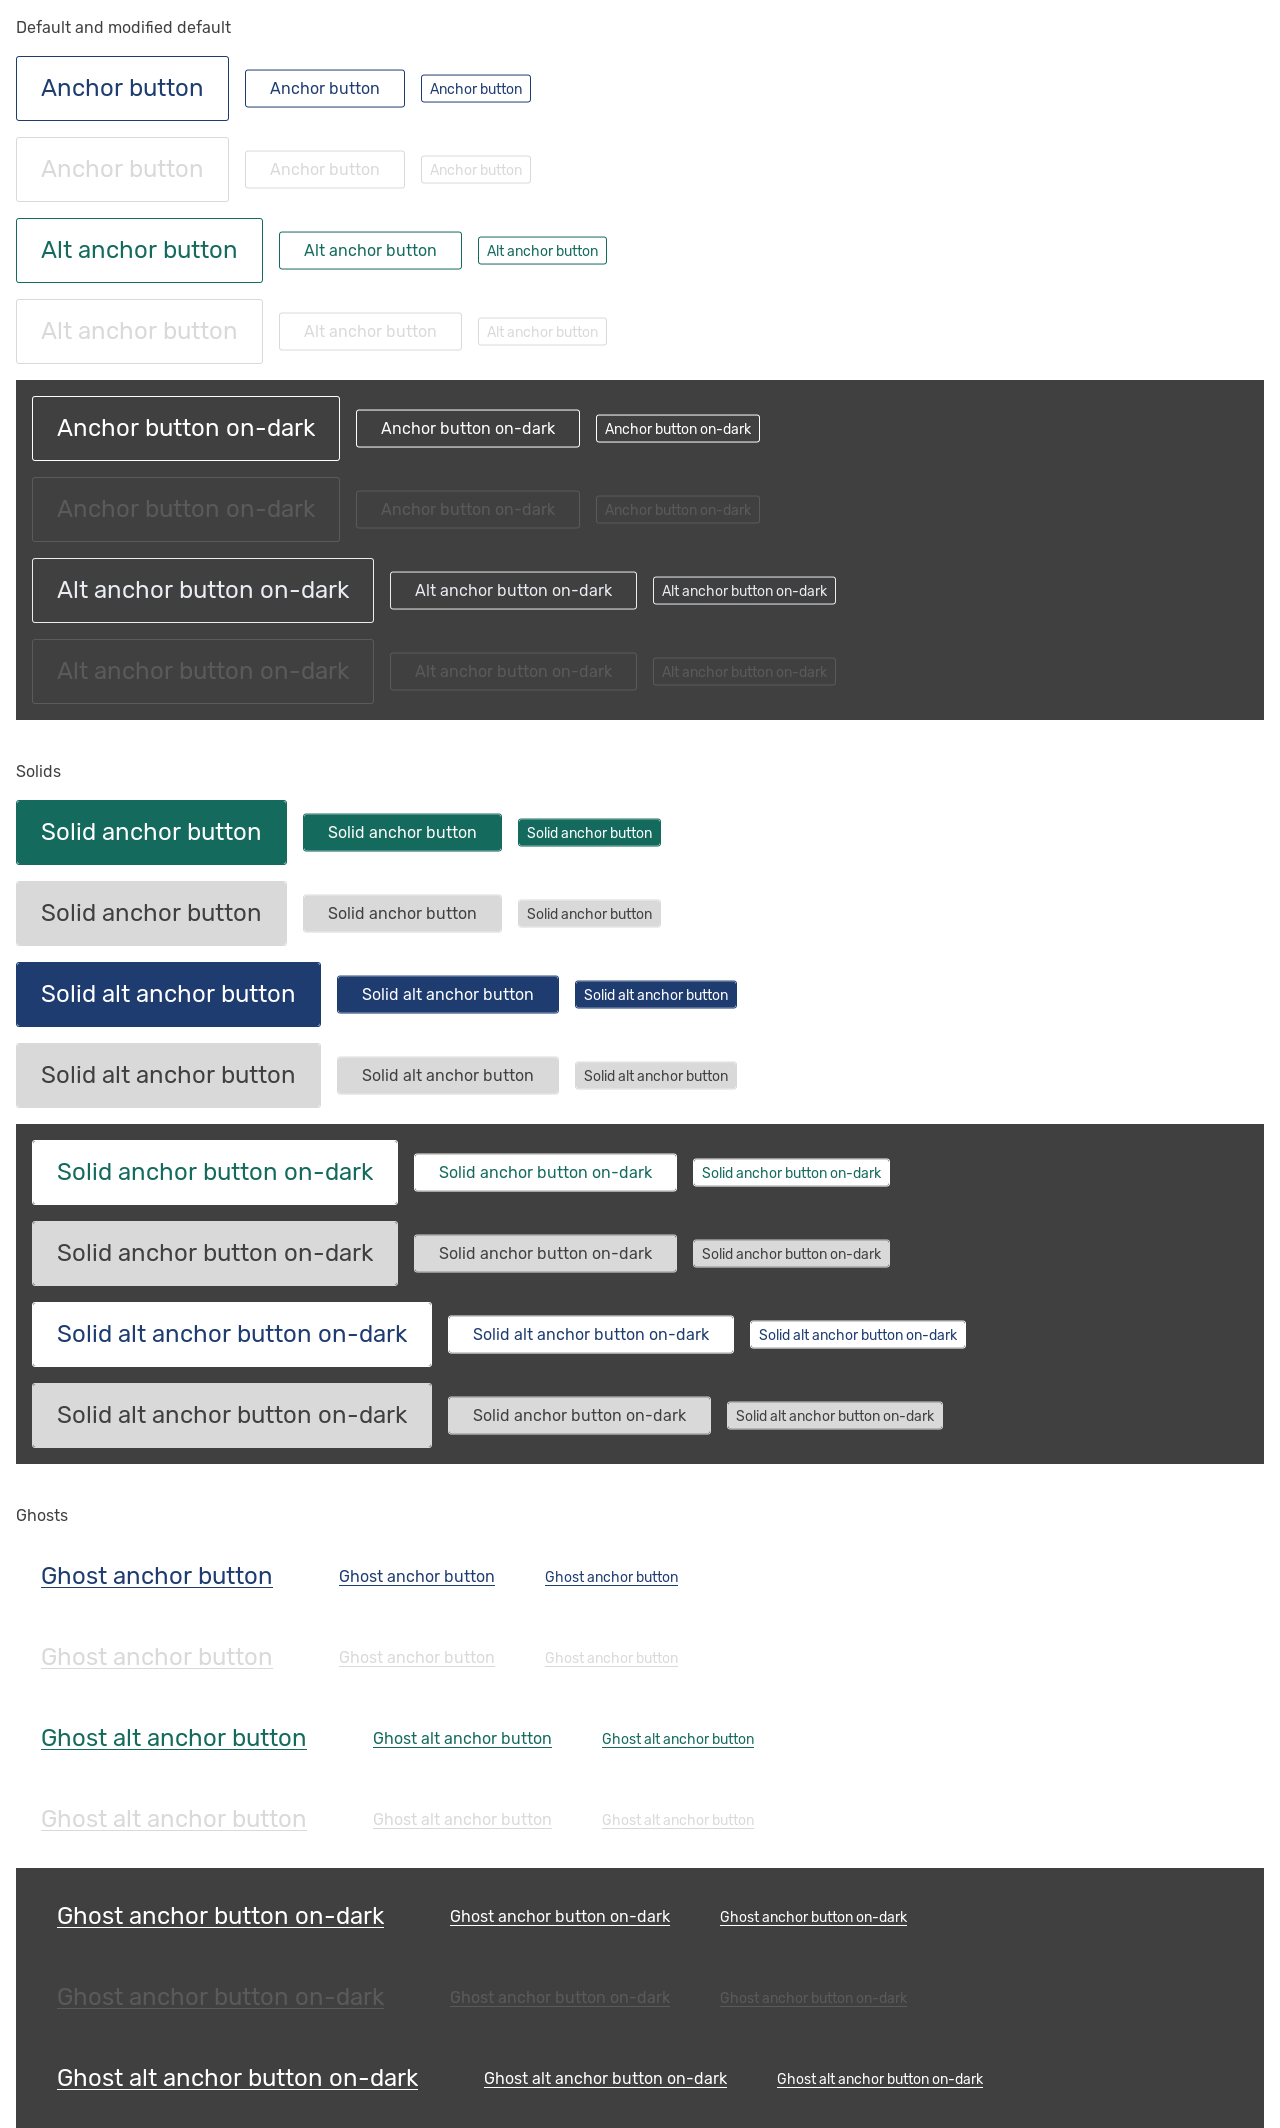 Default and modified default
Anchor button Anchor button Anchor button
Anchor button Anchor button Anchor button
Alt anchor button Alt anchor button Alt anchor button
Alt anchor button Alt anchor button Alt anchor button
Anchor button on-dark Anchor button on-dark Anchor button on-dark
Anchor button on-dark Anchor button on-dark Anchor button on-dark
Alt anchor button on-dark Alt anchor button on-dark Alt anchor button on-dark
Alt anchor button on-dark Alt anchor button on-dark Alt anchor button on-dark
Solids
Solid anchor button Solid anchor button Solid anchor button
Solid anchor button Solid anchor button Solid anchor button
Solid alt anchor button Solid alt anchor button Solid alt anchor button
Solid alt anchor button Solid alt anchor button Solid alt anchor button
Solid anchor button on-dark Solid anchor button on-dark Solid anchor button on-dark
Solid anchor button on-dark Solid anchor button on-dark Solid anchor button on-dark
Solid alt anchor button on-dark Solid alt anchor button on-dark Solid alt anchor button on-dark
Solid alt anchor button on-dark Solid anchor button on-dark Solid alt anchor button on-dark
Ghosts
Ghost anchor button Ghost anchor button Ghost anchor button
Ghost anchor button Ghost anchor button Ghost anchor button
Ghost alt anchor button Ghost alt anchor button Ghost alt anchor button
Ghost alt anchor button Ghost alt anchor button Ghost alt anchor button
Ghost anchor button on-dark Ghost anchor button on-dark Ghost anchor button on-dark
Ghost anchor button on-dark Ghost anchor button on-dark Ghost anchor button on-dark
Ghost alt anchor button on-dark Ghost alt anchor button on-dark Ghost alt anchor button on-dark